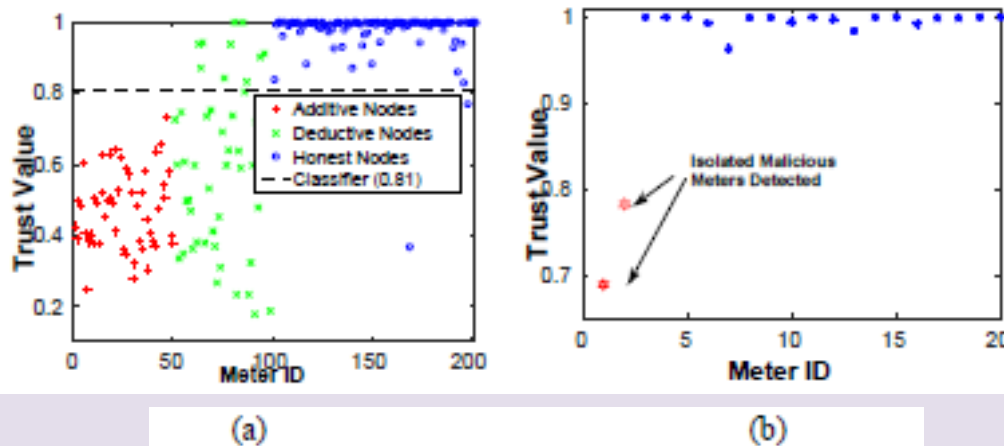 1
0.8
0.6
0.4
0.2
Trust Value
Additive Nodes
Deductive Nodes
Honest Nodes
Classifier (0.81)
0
50
100
150
200
Meter ID
(a)
1
0.9
0.8
0.7
Trust Value
Isolated Malicious
Meters Detected
0
5
10
15
20
Meter ID
(b)